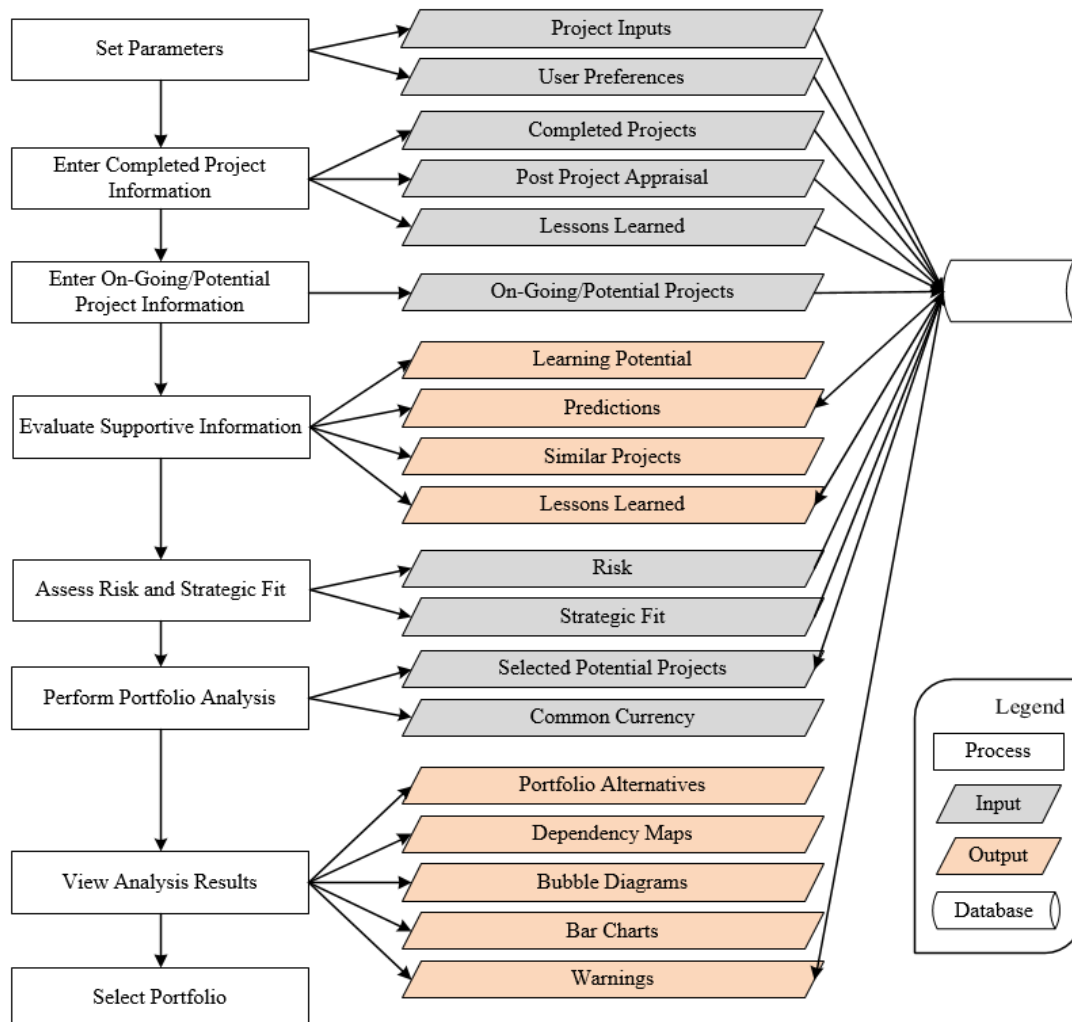 Set Parameters
Project Inputs
User Preferences
Enter Completed Project
Information
Completed Projects
Post Project Appraisal
Lessons Learned
Enter On-Going/Potential
Project Information
On-Going/Potential Projects
Evaluate Supportive Information
Learning Potential
Predictions
Similar Projects
Lessons Learned
Assess Risk and Strategic Fit
Risk
Strategic Fit
Perform Portfolio Analysis
Selected Potential Projects
Common Currency
View Analysis Results
Portfolio Alternatives
Dependency Maps
Bubble Diagrams
Bar Charts
Warnings
Select Portfolio
Legend
Process
Input
Output
Database